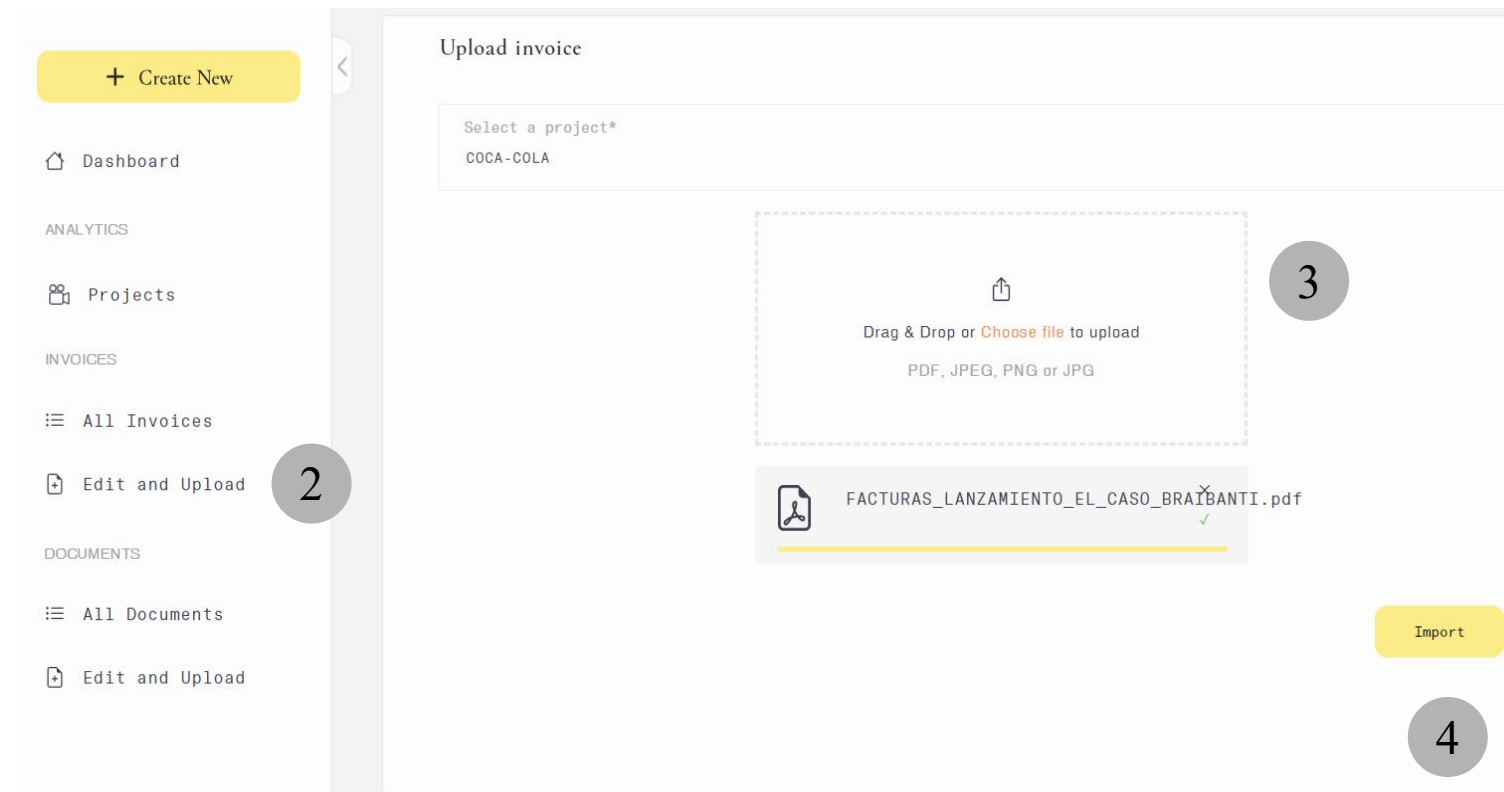 + Create New
Dashboard
ANALYTICS
Projects
INVOICES
All Invoices
Edit and Upload
2
DOCUMENTS
All Documents
Edit and Upload
Upload invoice
Select a project*
COCA-COLA
Drag & Drop or Choose file to upload
PDF, JPEG, PNG or JPG
3
FACTURAS_LANZAMIENTO_EL_CASO_BRAIBANTI.pdf
Import
4